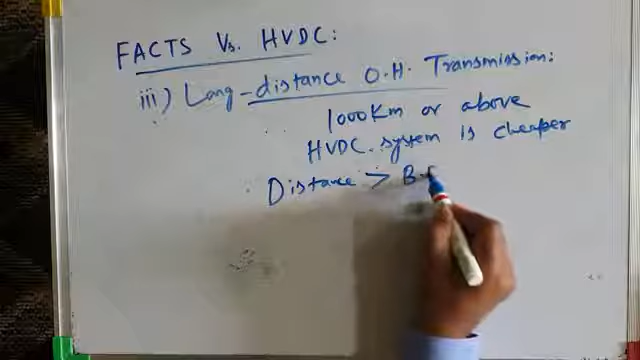 FACTS Vs. HVDC:
iii) Long-distance O.H. Transmission:
1000Km or above
HVDC system is cheaper
Distance > B.